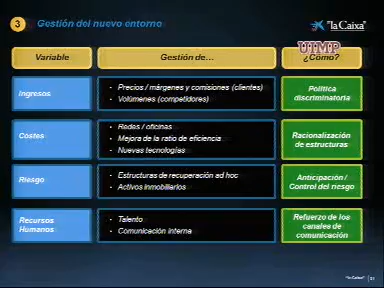 3 Gestión del nuevo entorno
"la Caixa"
UIMP
Variable
Gestión de…
¿Cómo?
Ingresos
• Precios / márgenes y comisiones (clientes)
• Volúmenes (competidores)
Política
discriminatoria
Costes
• Redes / oficinas
• Mejora de la ratio de eficiencia
• Nuevas tecnologías
Racionalización
de estructuras
Riesgo
• Estructuras de recuperación ad hoc
• Activos inmobiliarios
Anticipación /
Control del riesgo
Recursos
Humanos
• Talento
• Comunicación interna
Refuerzo de los
canales de
comunicación
"la Caixa"